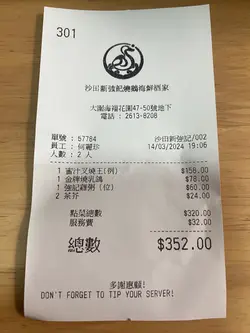 301
沙田新強記燒鵝海鮮酒家
大圍海福花園47-50號地下
電話 : 2613-8208
單號 : 57784 沙田新強記/002
員工 : 何麗珍 14/03/2024 19:06
人數 : 2 人
1 蜜汁叉燒王(例) $158.00
1 金牌燒乳鴿 $78.00
1 強記雞粥 (位) $60.00
2 茶芥 $24.00
點菜總數 $320.00
服務費 $32.00
總數 $352.00
多謝惠顧!
DON'T FORGET TO TIP YOUR SERVER!